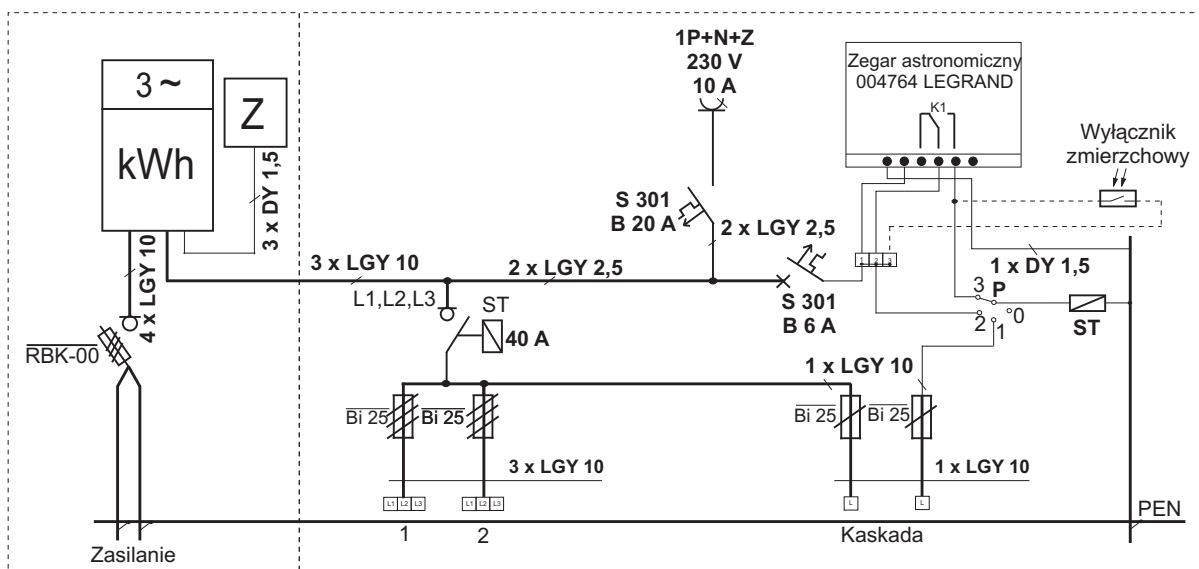 3 ~
kWh
Z
3 x DY 1,5
4 x LGY 10
RBK-00
Zasilanie
1P+N+Z
230 V
10 A
S 301
B 20 A
2 x LGY 2,5
3 x LGY 10
L1,L2,L3
2 x LGY 2,5
S 301
B 6 A
ST
40 A
Zegar astronomiczny
004764 LEGRAND
K1
Wyłącznik
zmierzchowy
1 2 3
1 x DY 1,5
3 P
2 1 °0
ST
1 x LGY 10
Bi 25
Bi 25
Bi 25
Bi 25
3 x LGY 10
1 x LGY 10
L1 L2 L3
L1 L2 L3
L
L
1
2
Kaskada
PEN